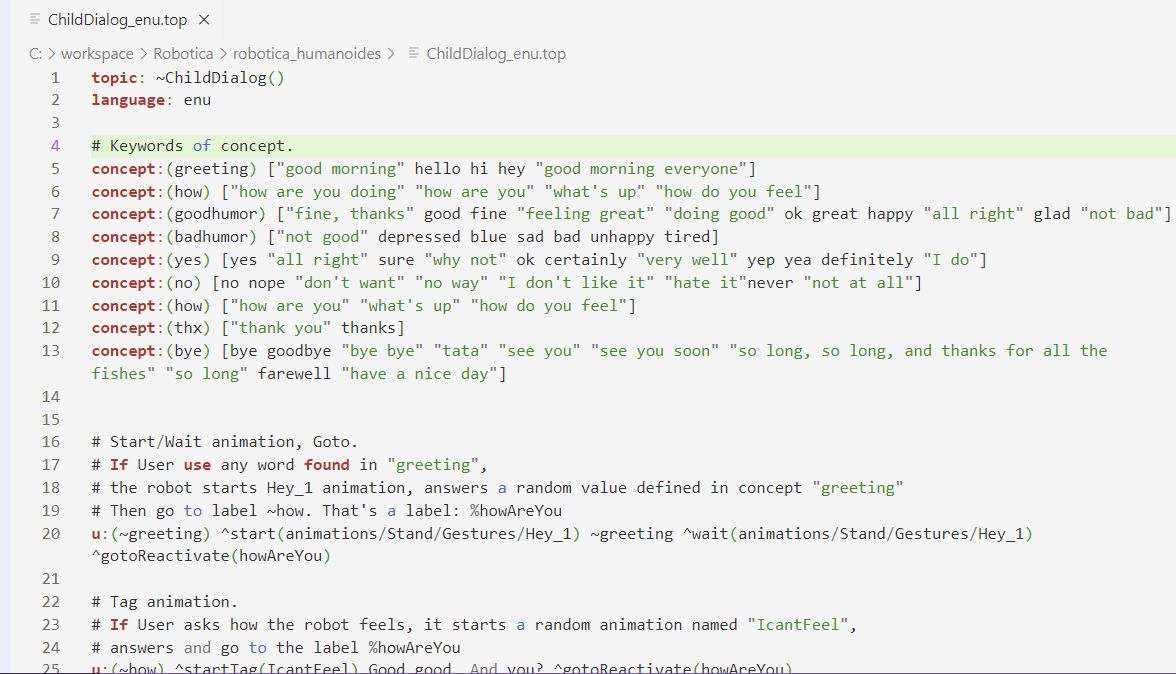 ChildDialog_enu.top ×
C: > workspace > Robotica > robotica_humanoides > ChildDialog_enu.top
1 topic: ~ChildDialog()
2 language: enu
3
4 # Keywords of concept.
5 concept:(greeting) ["good morning" hello hi hey "good morning everyone"]
6 concept:(how) ["how are you doing" "how are you" "what's up" "how do you feel"]
7 concept:(goodhumor) ["fine, thanks" good fine "feeling great" "doing good" ok great happy "all right" glad "not bad"]
8 concept:(badhumor) ["not good" depressed blue sad bad unhappy tired]
9 concept:(yes) [yes "all right" sure "why not" ok certainly "very well" yep yea definitely "I do"]
10 concept:(no) [no nope "don't want" "no way" "I don't like it" "hate it"never "not at all"]
11 concept:(how) ["how are you" "what's up" "how do you feel"]
12 concept:(thx) ["thank you" thanks]
13 concept:(bye) [bye goodbye "bye bye" "tata" "see you" "see you soon" "so long, so long, and thanks for all the
fishes" "so long" farewell "have a nice day"]
14
15
16 # Start/Wait animation, Goto.
17 # If User use any word found in "greeting",
18 # the robot starts Hey_1 animation, answers a random value defined in concept "greeting"
19 # Then go to label ~how. That's a label: %howAreYou
20 u:(~greeting) ^start(animations/Stand/Gestures/Hey_1) ~greeting ^wait(animations/Stand/Gestures/Hey_1)
^gotoReactivate(howAreYou)
21
22 # Tag animation.
23 # If User asks how the robot feels, it starts a random animation named "IcantFeel",
24 # answers and go to the label %howAreYou
25 u:(~how) ^startTag(IcantFeel) Good good. And you? ^gotoReactivate(howAreYou)